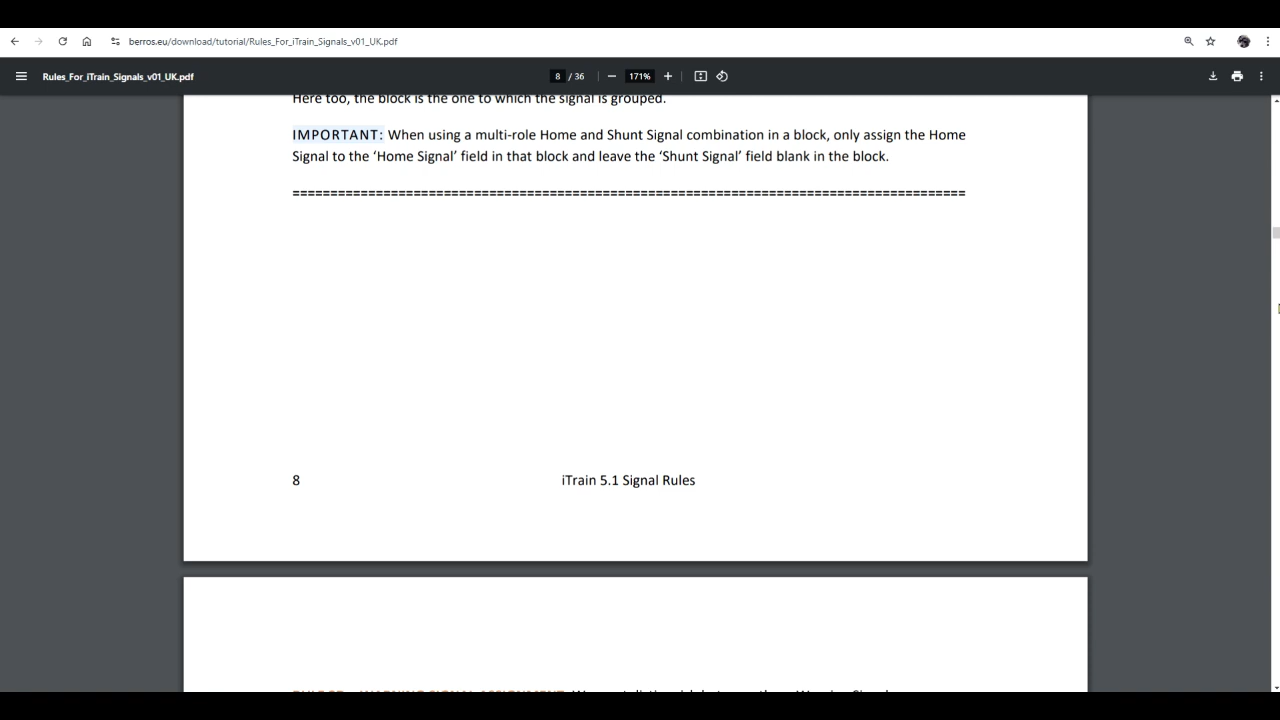 berros.eu/download/tutorial/Rules_For_iTrain_Signals_v01_UK.pdf
Rules_For_iTrain_Signals_v01_UK.pdf
8 / 36
171%
Here too, the block is the one to which the signal is grouped.
IMPORTANT: When using a multi-role Home and Shunt Signal combination in a block, only assign the Home
Signal to the ‘Home Signal’ field in that block and leave the ‘Shunt Signal’ field blank in the block.
=========================================================================================
8
iTrain 5.1 Signal Rules